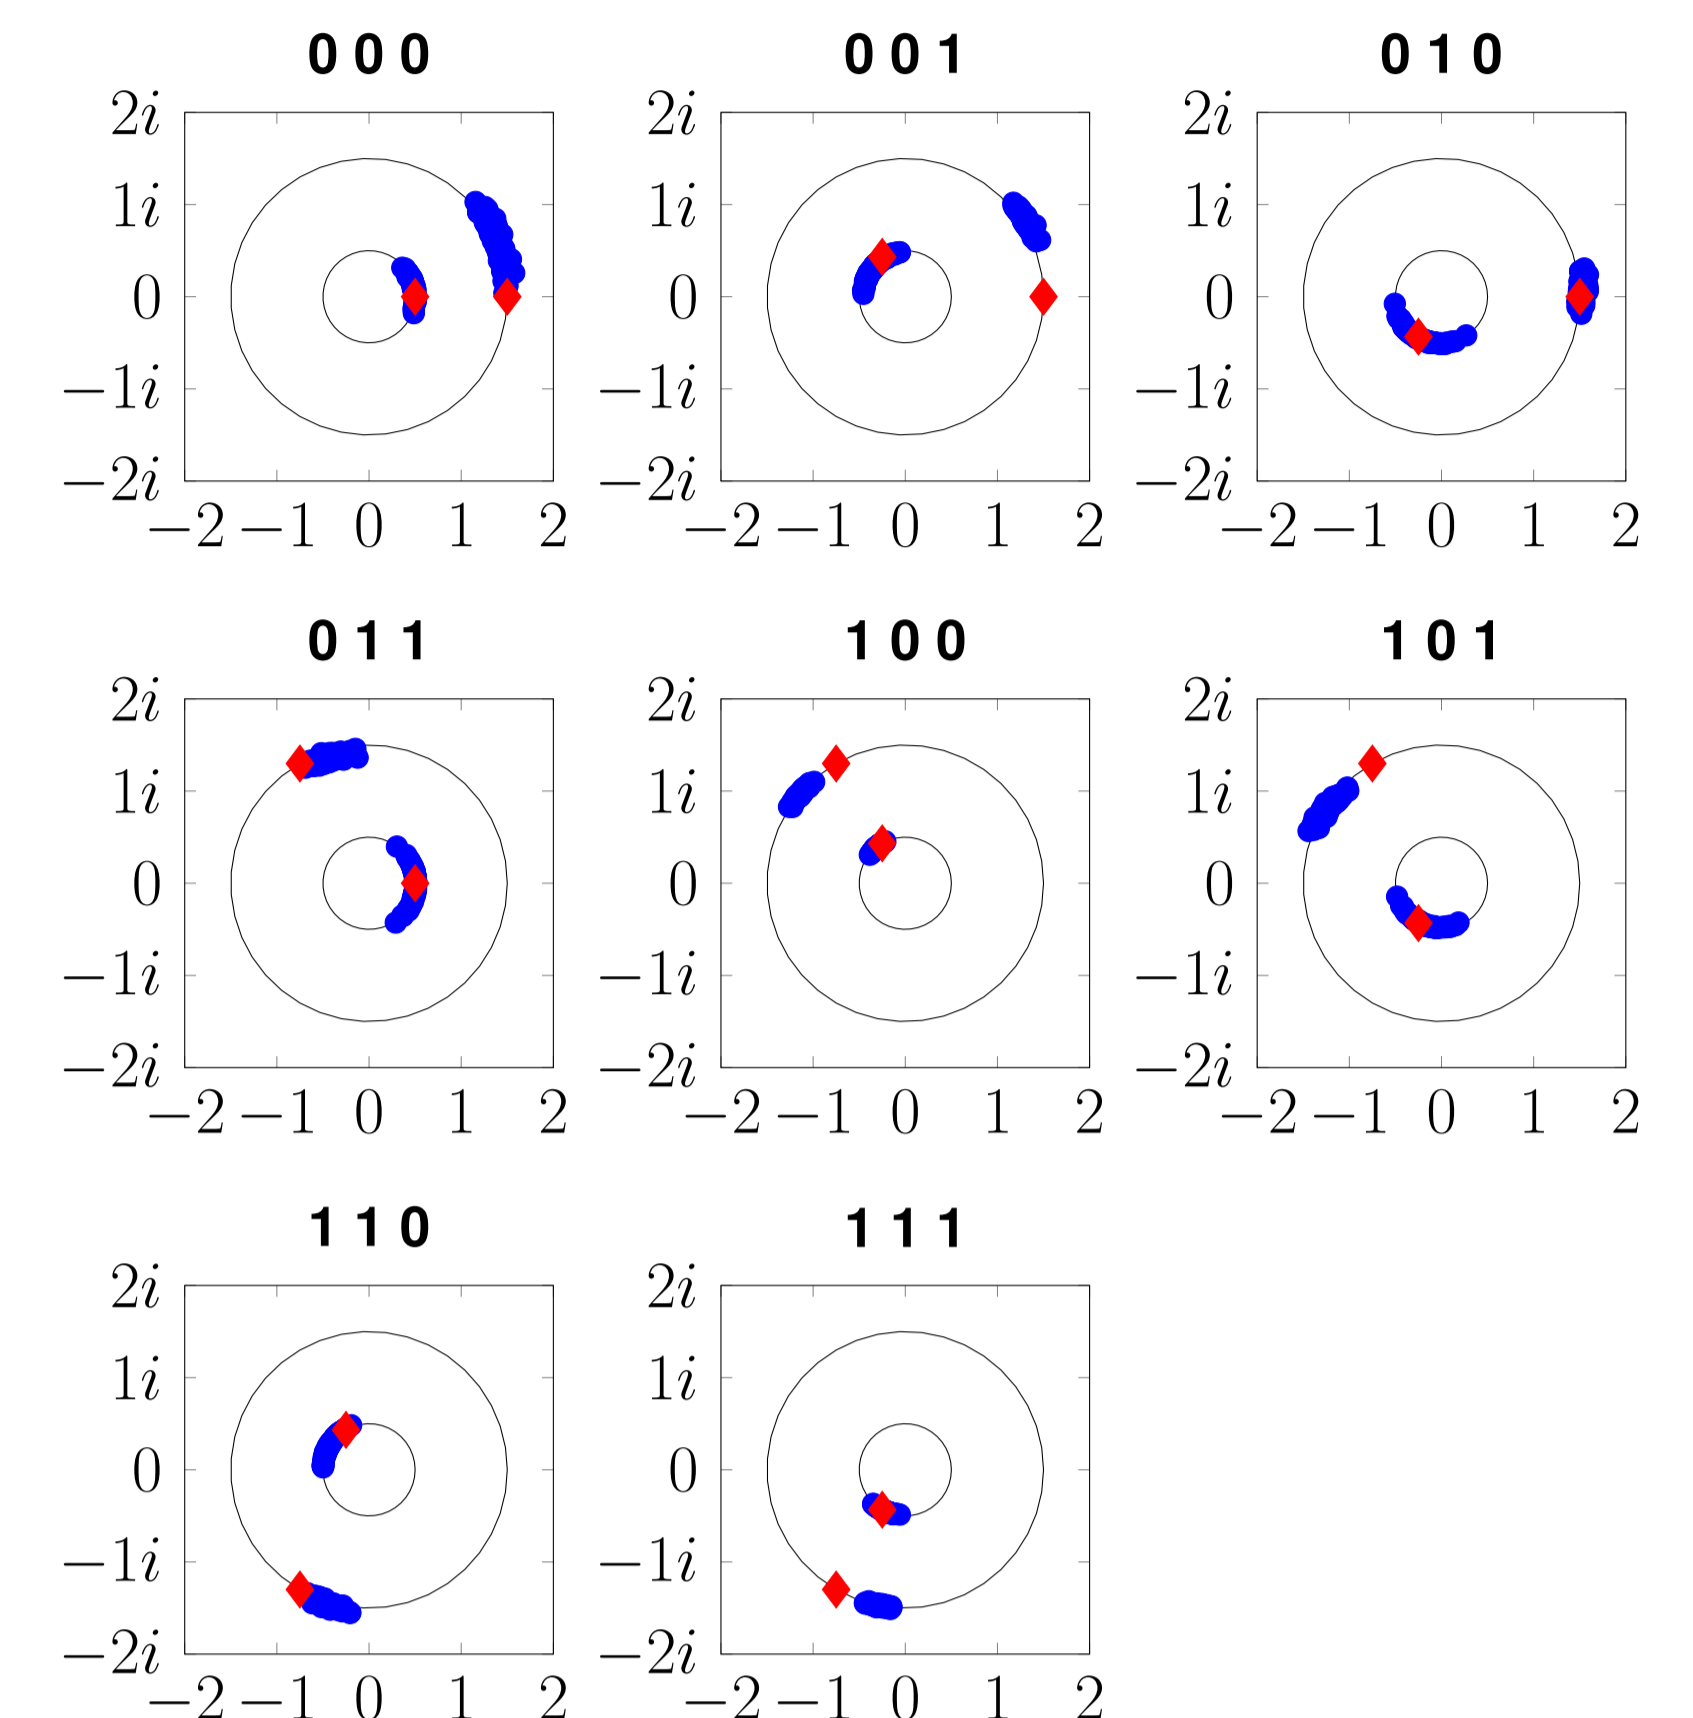 0 0 0
0 0 1
0 1 0
2i 2i 2i
1i 1i 1i
0 0 0
−1i −1i −1i
−2i −2i −2i
−2 −1 0 1 2 −2 −1 0 1 2 −2 −1 0 1 2
0 1 1
1 0 0
1 0 1
2i 2i 2i
1i 1i 1i
0 0 0
−1i −1i −1i
−2i −2i −2i
−2 −1 0 1 2 −2 −1 0 1 2 −2 −1 0 1 2
1 1 0
1 1 1
2i 2i
1i 1i
0 0
−1i −1i
−2i −2i
−2 −1 0 1 2 −2 −1 0 1 2